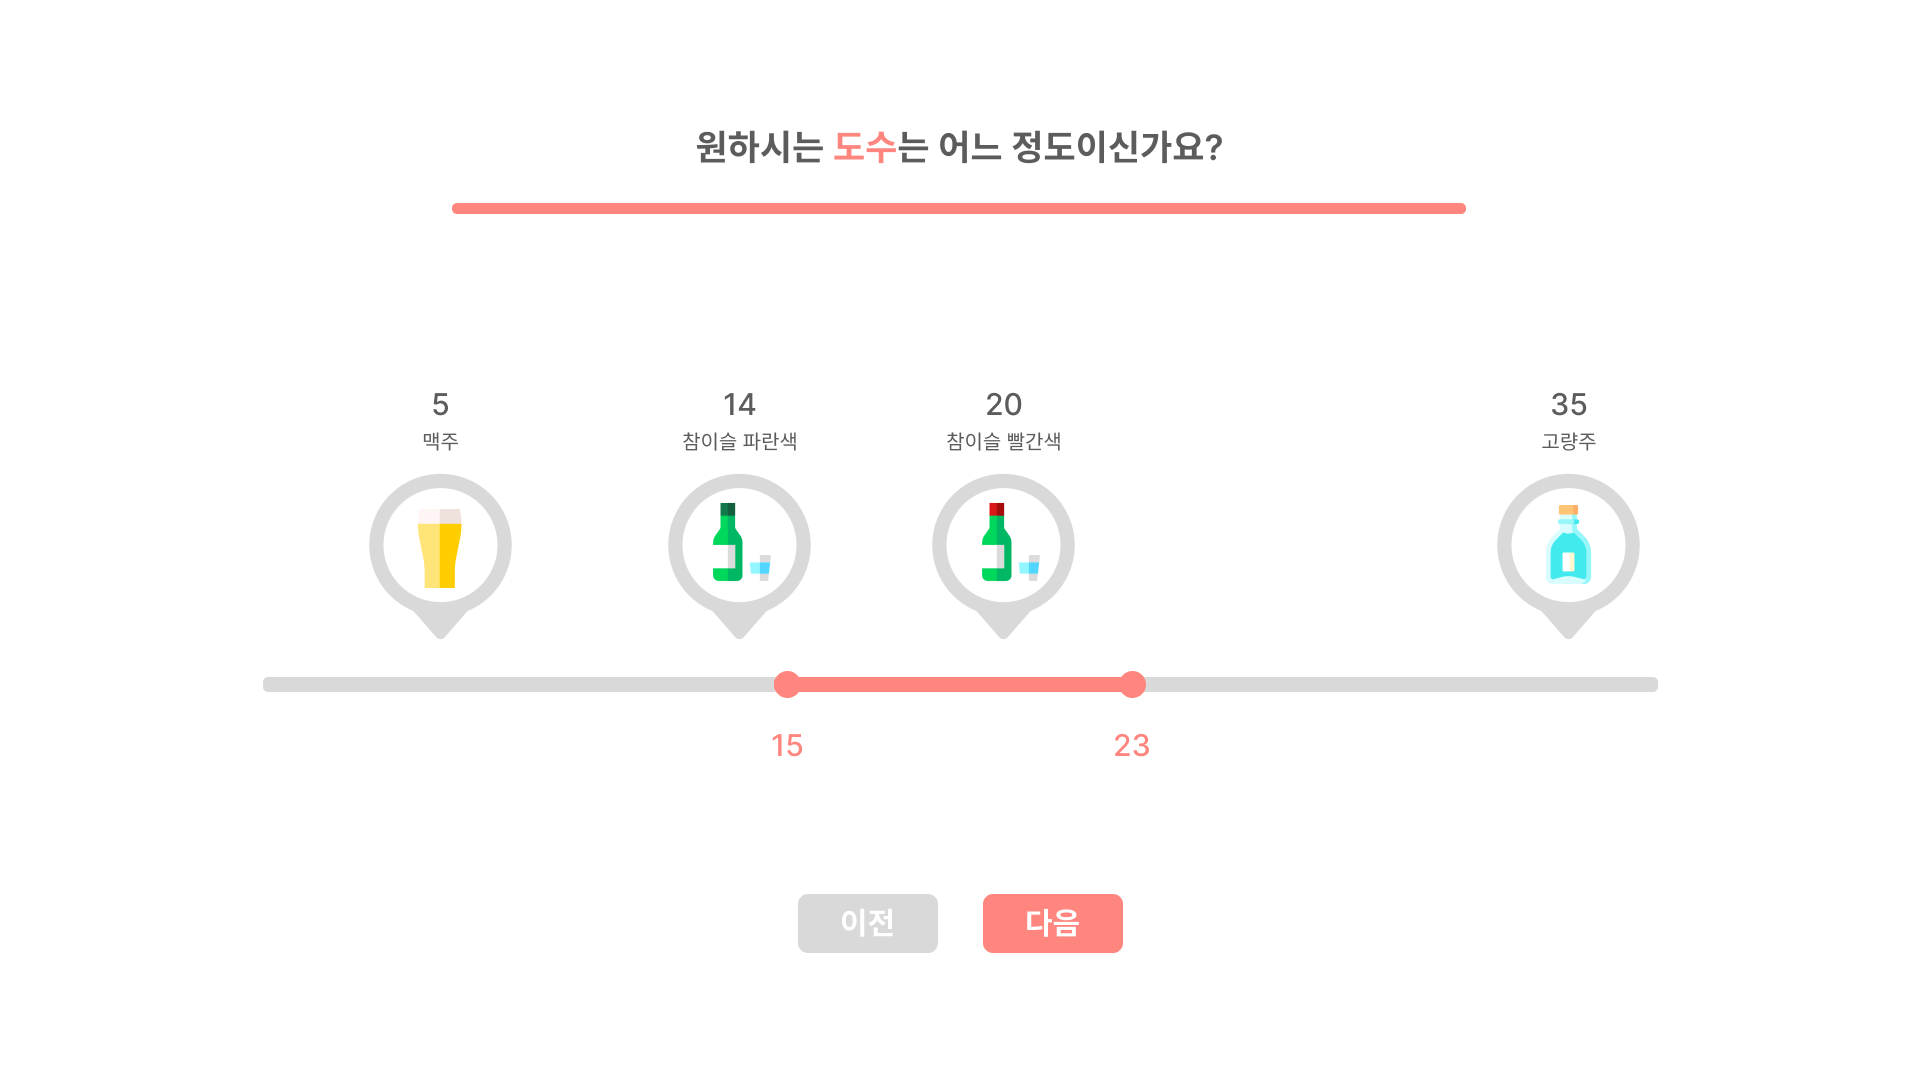 원하시는 도수는 어느 정도이신가요?
5
맥주
14
참이슬 파란색
20
참이슬 빨간색
35
고량주
15
23
이전
다음